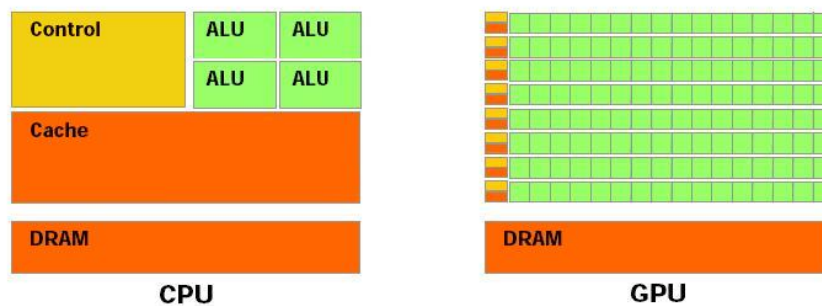 Control
ALU ALU
ALU ALU
Cache
DRAM
CPU
DRAM
GPU